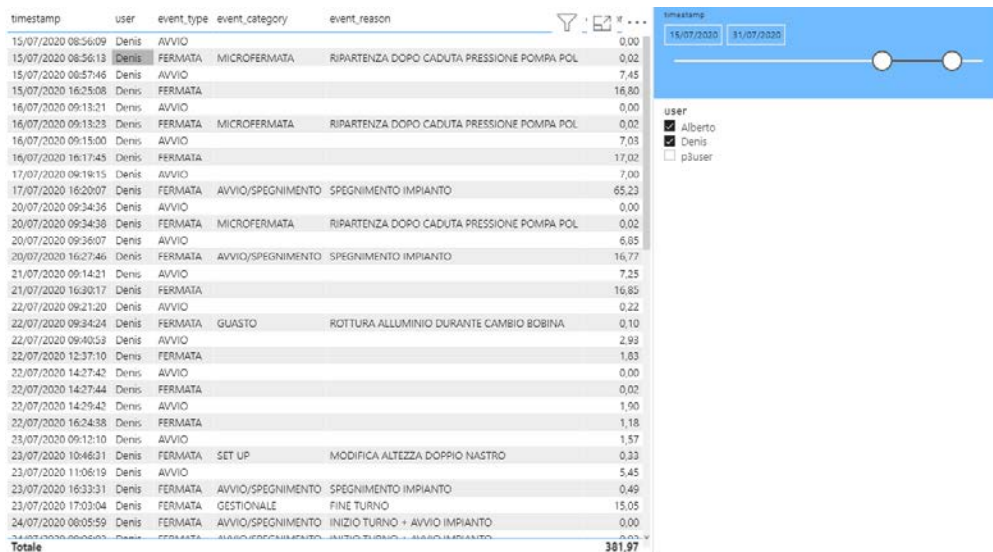 timestamp user event_type event_category event_reason
15/07/2020 08:56:09 Denis AVVIO 0,00
15/07/2020 08:56:13 Denis FERMATA MICROFERMATA RIPARTENZA DOPO CADUTA PRESSIONE POMPA POL 0,02
15/07/2020 08:57:46 Denis AVVIO 7,45
15/07/2020 16:25:08 Denis FERMATA 16,80
16/07/2020 09:13:21 Denis AVVIO 0,00
16/07/2020 09:13:23 Denis FERMATA MICROFERMATA RIPARTENZA DOPO CADUTA PRESSIONE POMPA POL 0,02
16/07/2020 09:15:00 Denis AVVIO 7,03
16/07/2020 16:17:45 Denis FERMATA 17,02
17/07/2020 09:19:15 Denis AVVIO 7,00
17/07/2020 16:20:07 Denis FERMATA AVVIO/SPEGNIMENTO SPEGNIMENTO IMPIANTO 65,23
20/07/2020 09:34:36 Denis AVVIO 0,00
20/07/2020 09:34:38 Denis FERMATA MICROFERMATA RIPARTENZA DOPO CADUTA PRESSIONE POMPA POL 0,02
20/07/2020 09:36:07 Denis AVVIO 6,85
20/07/2020 16:27:46 Denis FERMATA AVVIO/SPEGNIMENTO SPEGNIMENTO IMPIANTO 16,77
21/07/2020 09:14:21 Denis AVVIO 7,25
21/07/2020 16:30:17 Denis FERMATA 16,85
22/07/2020 09:21:20 Denis AVVIO 0,22
22/07/2020 09:34:24 Denis FERMATA GUASTO ROTTURA ALLUMINIO DURANTE CAMBIO BOBINA 0,10
22/07/2020 09:40:53 Denis AVVIO 2,93
22/07/2020 12:37:10 Denis FERMATA 1,83
22/07/2020 14:27:42 Denis AVVIO 0,00
22/07/2020 14:27:44 Denis FERMATA 0,02
22/07/2020 14:29:42 Denis AVVIO 1,90
22/07/2020 16:24:38 Denis FERMATA 1,18
23/07/2020 09:12:10 Denis AVVIO 1,57
23/07/2020 10:46:31 Denis FERMATA SET UP MODIFICA ALTEZZA DOPPIO NASTRO 0,33
23/07/2020 11:06:19 Denis AVVIO 5,45
23/07/2020 16:33:31 Denis FERMATA AVVIO/SPEGNIMENTO SPEGNIMENTO IMPIANTO 0,49
23/07/2020 17:03:04 Denis FERMATA GESTIONALE FINE TURNO 15,05
24/07/2020 08:05:59 Denis FERMATA AVVIO/SPEGNIMENTO INIZIO TURNO + AVVIO IMPIANTO 0,00
Totale 381,97
timestamp
15/07/2020 31/07/2020
user
Alberto
Denis
p3user